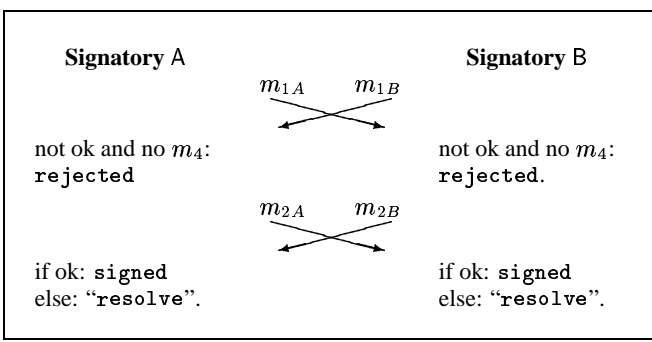 Signatory A Signatory B
m1A m1B
not ok and no m4: not ok and no m4:
rejected rejected.
m2A m2B
if ok: signed if ok: signed
else: “resolve”. else: “resolve”.